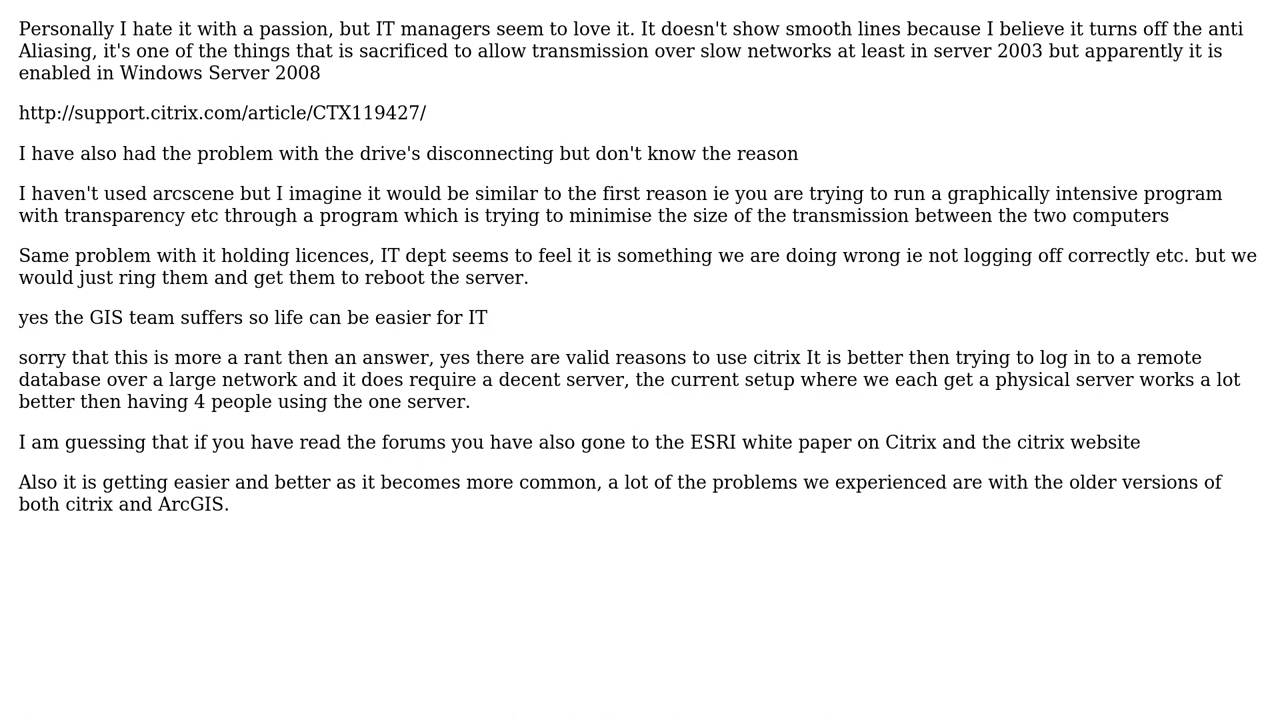 Personally I hate it with a passion, but IT managers seem to love it. It doesn't show smooth lines because I believe it turns off the anti
Aliasing, it's one of the things that is sacrificed to allow transmission over slow networks at least in server 2003 but apparently it is
enabled in Windows Server 2008
http://support.citrix.com/article/CTX119427/
I have also had the problem with the drive's disconnecting but don't know the reason
I haven't used arcscene but I imagine it would be similar to the first reason ie you are trying to run a graphically intensive program
with transparency etc through a program which is trying to minimise the size of the transmission between the two computers
Same problem with it holding licences, IT dept seems to feel it is something we are doing wrong ie not logging off correctly etc. but we
would just ring them and get them to reboot the server.
yes the GIS team suffers so life can be easier for IT
sorry that this is more a rant then an answer, yes there are valid reasons to use citrix It is better then trying to log in to a remote
database over a large network and it does require a decent server, the current setup where we each get a physical server works a lot
better then having 4 people using the one server.
I am guessing that if you have read the forums you have also gone to the ESRI white paper on Citrix and the citrix website
Also it is getting easier and better as it becomes more common, a lot of the problems we experienced are with the older versions of
both citrix and ArcGIS.